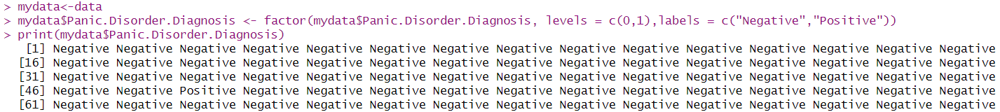 > mydata<-data
> mydata$Panic.Disorder.Diagnosis <- factor(mydata$Panic.Disorder.Diagnosis, levels = c(0,1),labels = c("Negative","Positive"))
> print(mydata$Panic.Disorder.Diagnosis)
[1] Negative Negative Negative Negative Negative Negative Negative Negative Negative Negative Negative Negative Negative Negative Negative
[16] Negative Negative Negative Negative Negative Negative Negative Negative Negative Negative Negative Negative Negative Negative Negative
[31] Negative Negative Negative Negative Negative Negative Negative Negative Negative Negative Negative Negative Negative Negative Negative
[46] Negative Negative Positive Negative Negative Negative Negative Negative Negative Negative Negative Negative Negative Negative Negative
[61] Negative Negative Negative Negative Negative Negative Negative Negative Negative Negative Negative Negative Negative Negative Negative